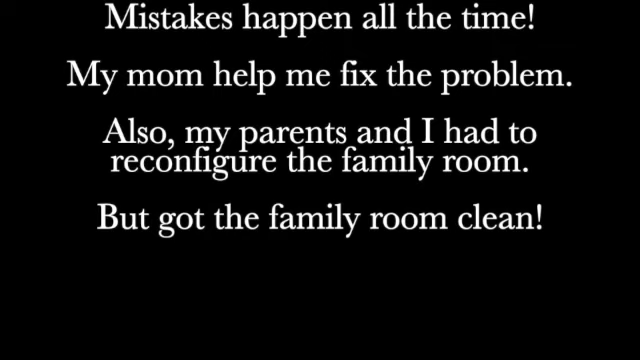 Mistakes happen all the time!
My mom help me fix the problem.
Also, my parents and I had to
reconfigure the family room.
But got the family room clean!